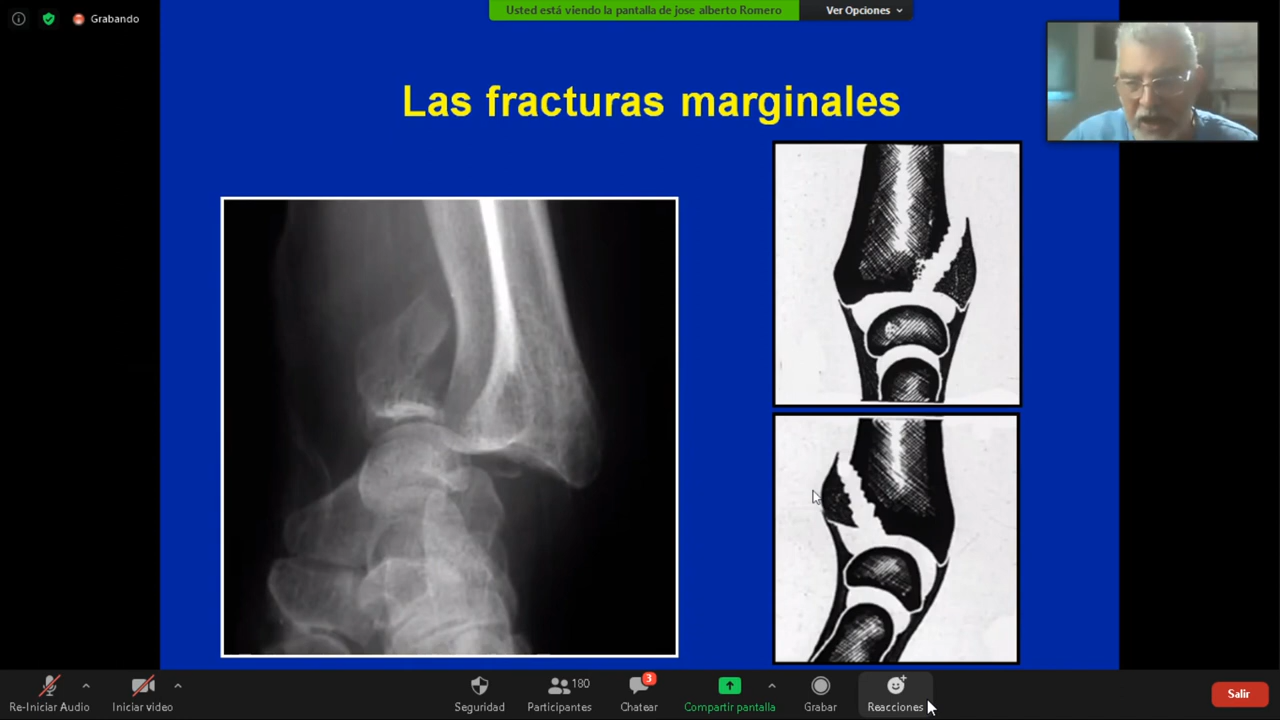 Grabando
Usted está viendo la pantalla de jose alberto Romero
Ver Opciones
Las fracturas marginales
Re-Iniciar Audio
Iniciar video
Seguridad
180
Participantes
3
Chatear
Compartir pantalla
Grabar
Reacciones
Salir